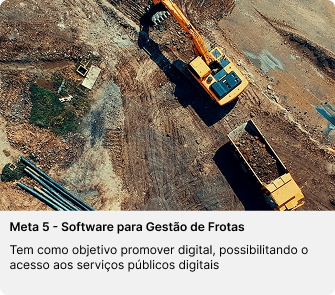 Meta 5 - Software para Gestão de Frotas
Tem como objetivo promover digital, possibilitando o
acesso aos serviços públicos digitais